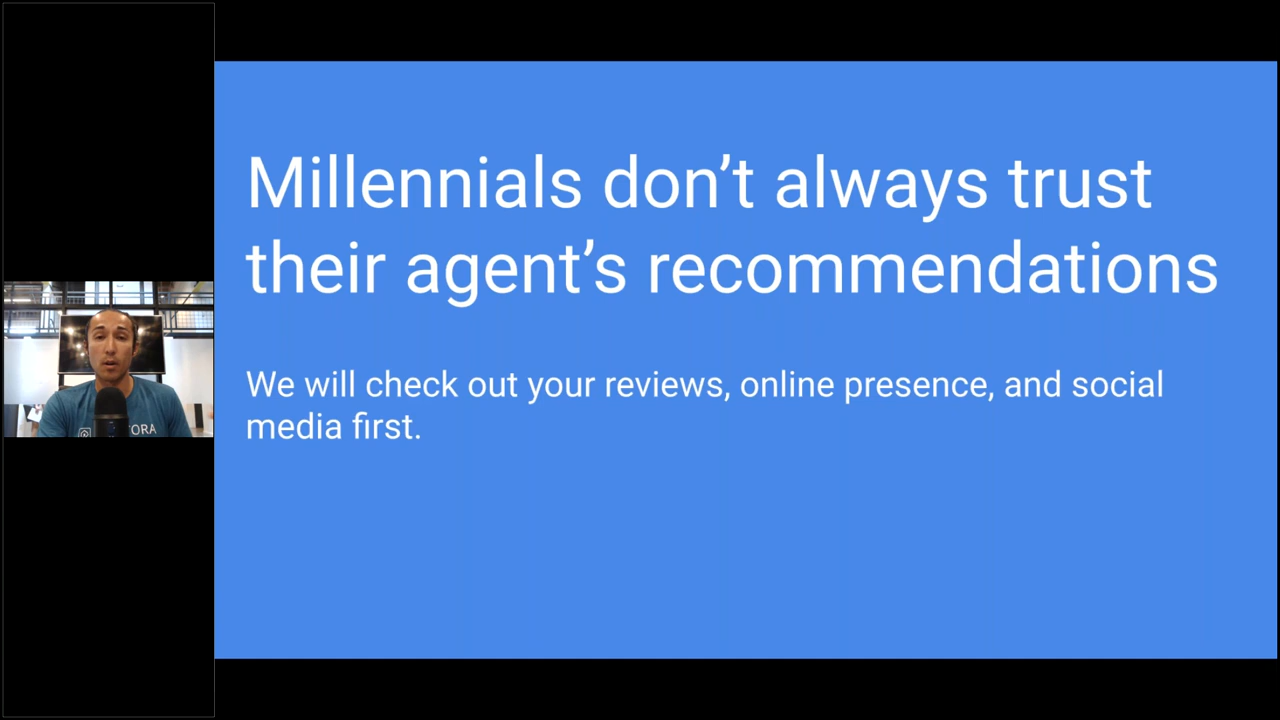 Millennials don’t always trust
their agent’s recommendations
We will check out your reviews, online presence, and social
media first.